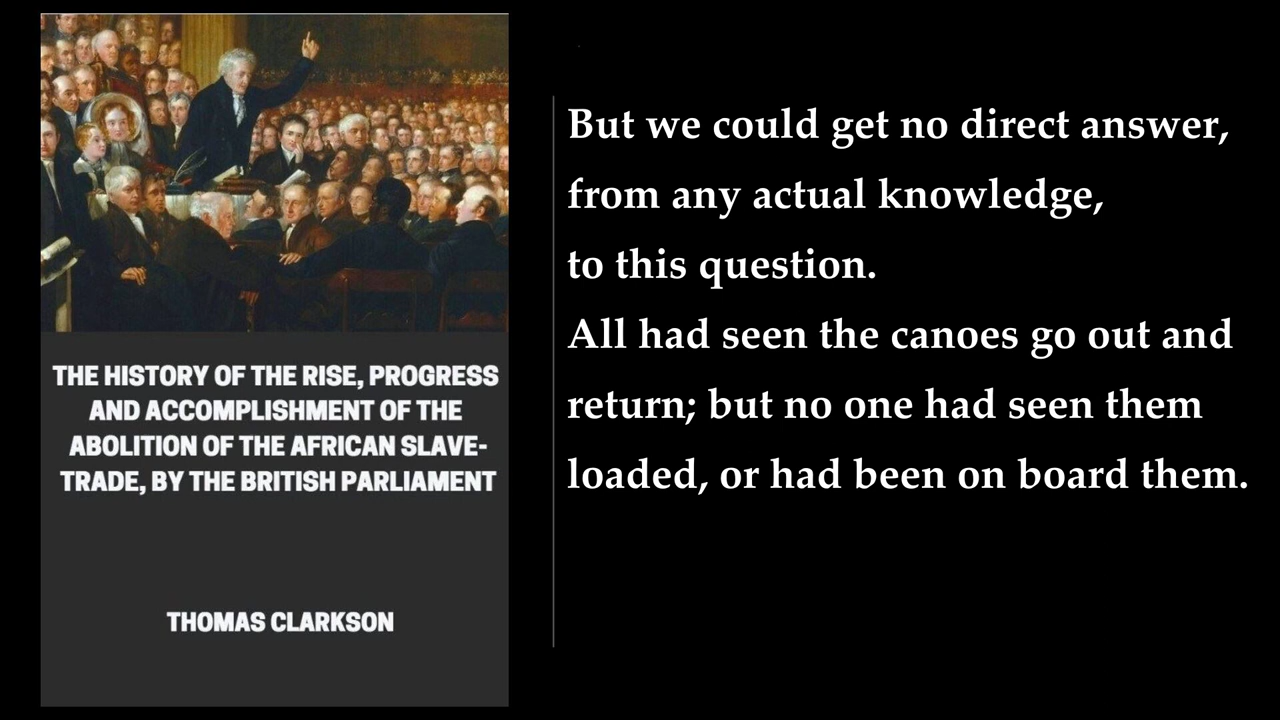 THE HISTORY OF THE RISE, PROGRESS
AND ACCOMPLISHMENT OF THE
ABOLITION OF THE AFRICAN SLAVE-
TRADE, BY THE BRITISH PARLIAMENT
THOMAS CLARKSON
But we could get no direct answer,
from any actual knowledge,
to this question.
All had seen the canoes go out and
return; but no one had seen them
loaded, or had been on board them.